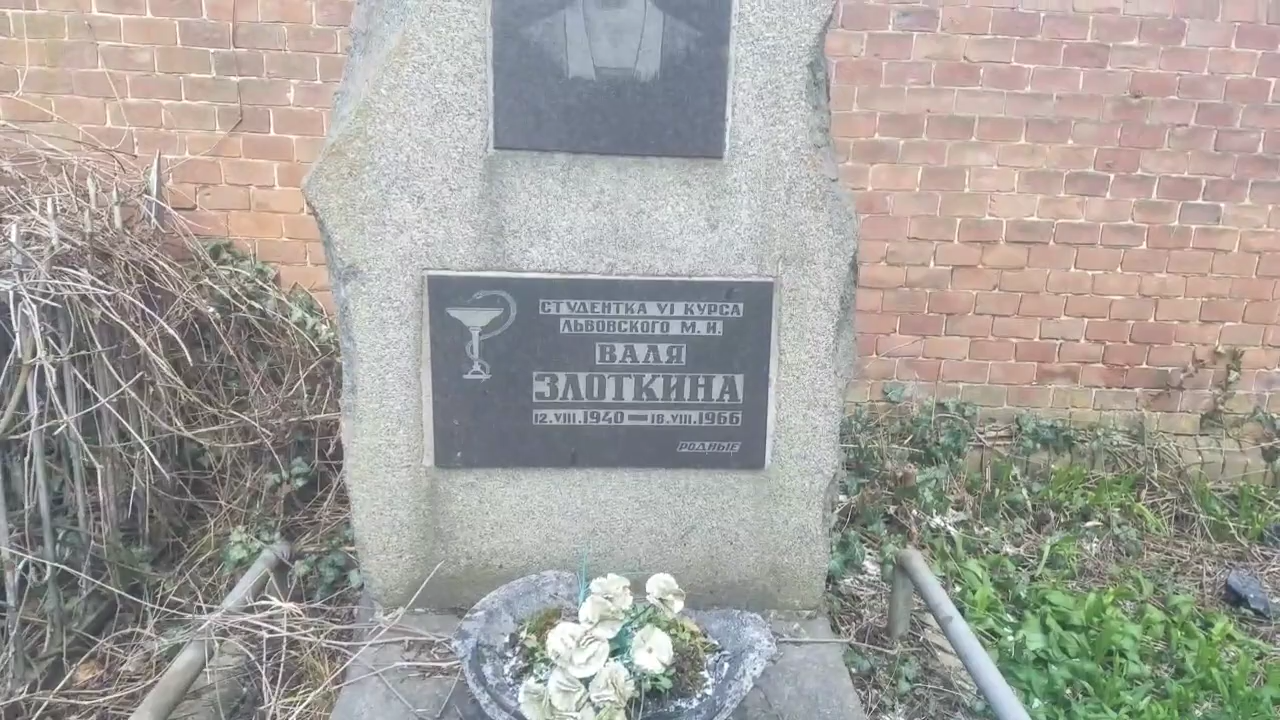 СТУДЕНТКА VI КУРСА
ЛЬВОВСКОГО М. И.
ВАЛЯ
ЗЛОТКИНА
12.VIII.1940 — 18.VIII.1966
РОДНЫЕ